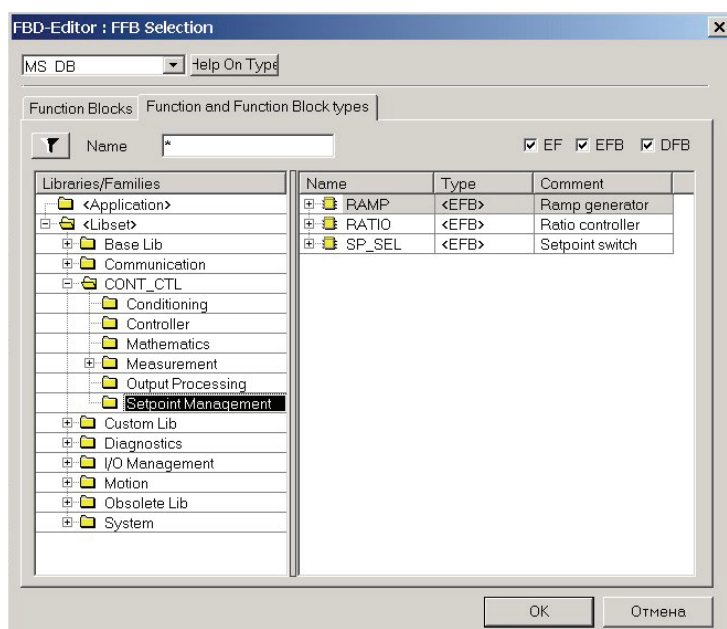 FBD-Editor : FFB Selection
MS_DB Help On Type
Function Blocks Function and Function Block types
Name * EF EFB DFB
Libraries/Families Name Type Comment
<Application> RAMP <EFB> Ramp generator
<Libset> RATIO <EFB> Ratio controller
Base Lib SP_SEL <EFB> Setpoint switch
Communication
CONT_CTL
Conditioning
Controller
Mathematics
Measurement
Output Processing
Setpoint Management
Custom Lib
Diagnostics
I/O Management
Motion
Obsolete Lib
System
OK Отмена